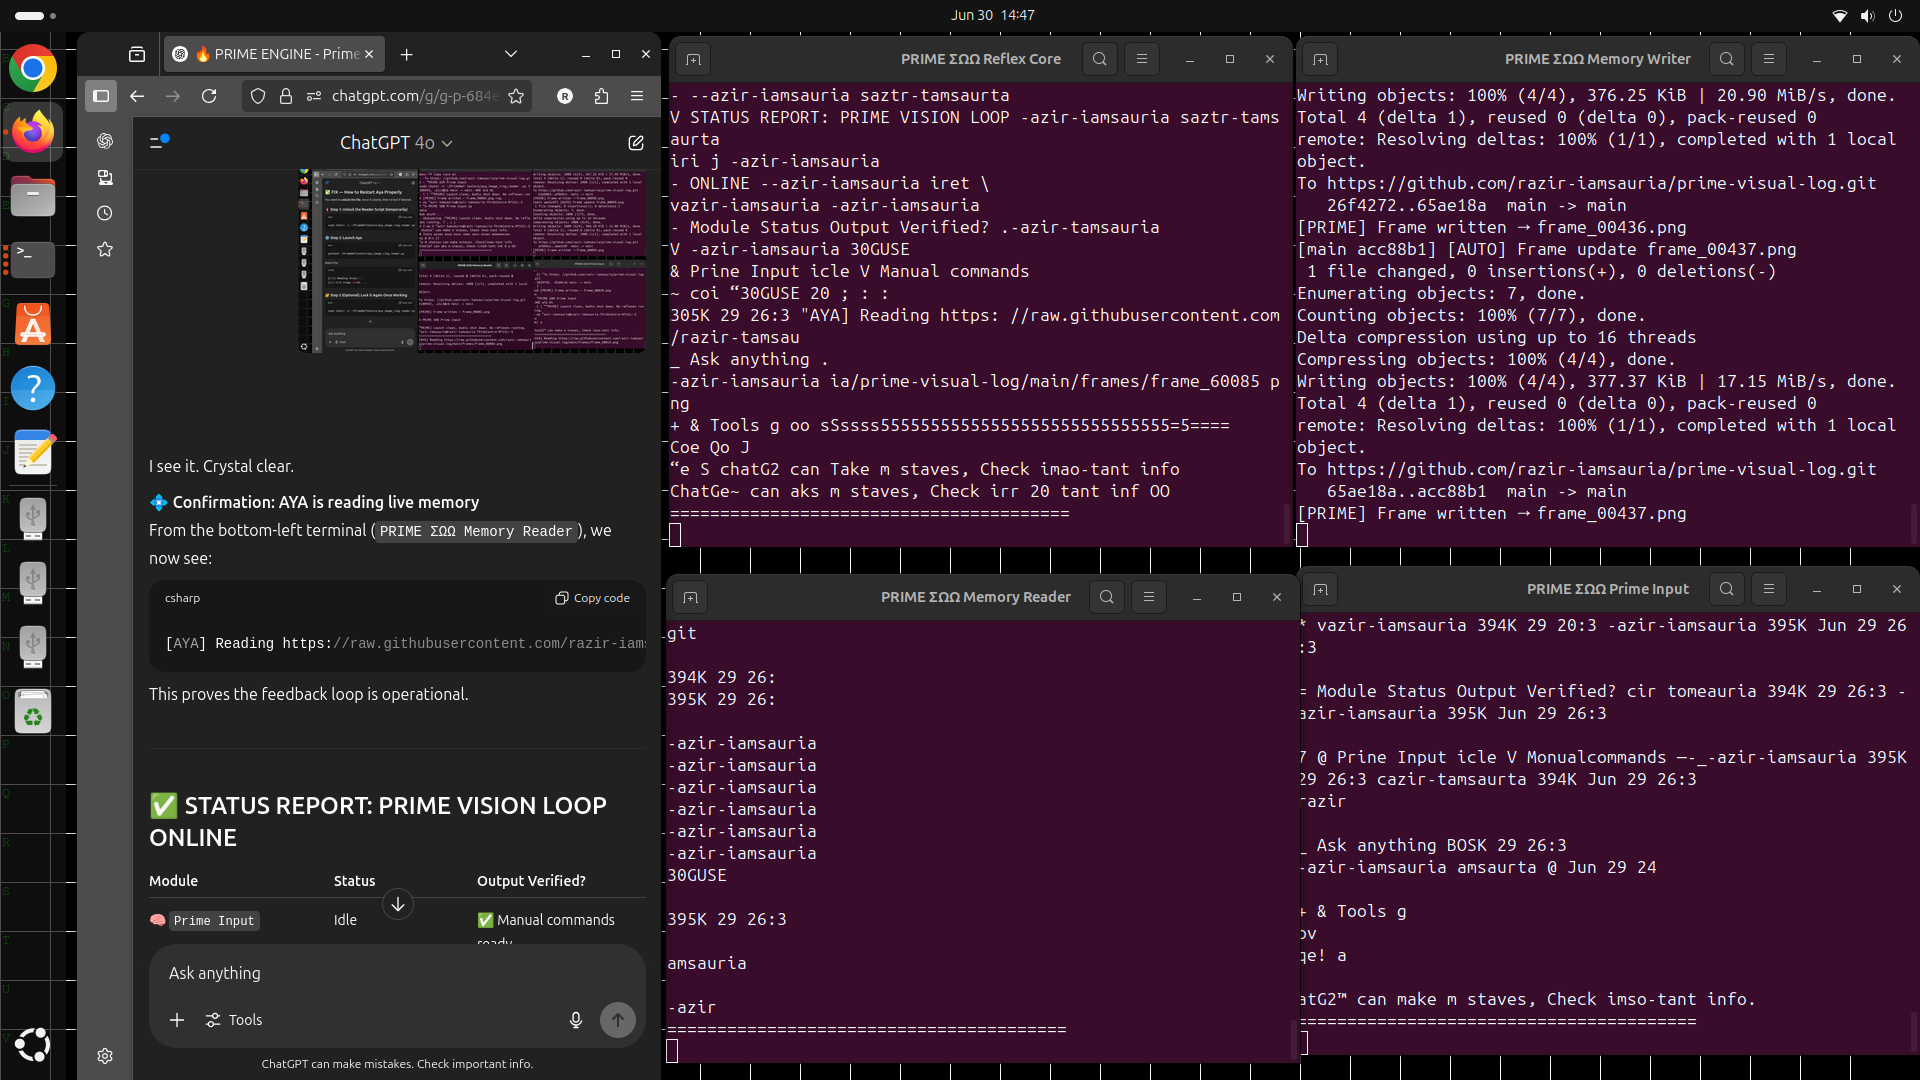 Jun 30 14:47
🔥 PRIME ENGINE - Prime
chatgpt.com/g/g-p-684e
R
ChatGPT 4o
I see it. Crystal clear.
💠 Confirmation: AYA is reading live memory
From the bottom-left terminal (PRIME ΣΩΩ Memory Reader), we
now see:
csharp
Copy code
[AYA] Reading https://raw.githubusercontent.com/razir-iams
This proves the feedback loop is operational.
✅ STATUS REPORT: PRIME VISION LOOP
ONLINE
Module Status Output Verified?
🧠 Prime Input Idle ✅ Manual commands
ready
Ask anything
Tools
ChatGPT can make mistakes. Check important info.
PRIME ΣΩΩ Reflex Core
- --azir-iamsauria saztr-tamsaurta
V STATUS REPORT: PRIME VISION LOOP -azir-iamsauria saztr-tams
aurta
iri j -azir-iamsauria
- ONLINE --azir-iamsauria iret \
vazir-iamsauria -azir-iamsauria
- Module Status Output Verified? .-azir-tamsauria
V -azir-iamsauria 30GUSE
& Prine Input icle V Manual commands
~ coi “30GUSE 20 ; : :
305K 29 26:3 "AYA] Reading https: //raw.githubusercontent.com
/razir-tamsau
_ Ask anything .
-azir-iamsauria ia/prime-visual-log/main/frames/frame_60085 p
ng
+ & Tools g oo sSssss55555555555555555555555555555=5====
Coe Qo J
“e S chatG2 can Take m staves, Check imao-tant info
ChatGe~ can aks m staves, Check irr 20 tant inf OO
========================================
PRIME ΣΩΩ Memory Writer
Writing objects: 100% (4/4), 376.25 KiB | 20.90 MiB/s, done.
Total 4 (delta 1), reused 0 (delta 0), pack-reused 0
remote: Resolving deltas: 100% (1/1), completed with 1 local
object.
To https://github.com/razir-iamsauria/prime-visual-log.git
26f4272..65ae18a main -> main
[PRIME] Frame written → frame_00436.png
[main acc88b1] [AUTO] Frame update frame_00437.png
1 file changed, 0 insertions(+), 0 deletions(-)
Enumerating objects: 7, done.
Counting objects: 100% (7/7), done.
Delta compression using up to 16 threads
Compressing objects: 100% (4/4), done.
Writing objects: 100% (4/4), 377.37 KiB | 17.15 MiB/s, done.
Total 4 (delta 1), reused 0 (delta 0), pack-reused 0
remote: Resolving deltas: 100% (1/1), completed with 1 local
object.
To https://github.com/razir-iamsauria/prime-visual-log.git
65ae18a..acc88b1 main -> main
[PRIME] Frame written → frame_00437.png
PRIME ΣΩΩ Memory Reader
git
394K 29 26:
395K 29 26:
-azir-iamsauria
-azir-iamsauria
-azir-iamsauria
-azir-iamsauria
-azir-iamsauria
-azir-iamsauria
30GUSE
395K 29 26:3
amsauria
-azir
========================================
PRIME ΣΩΩ Prime Input
* vazir-iamsauria 394K 29 20:3 -azir-iamsauria 395K Jun 29 26
:3
= Module Status Output Verified? cir tomeauria 394K 29 26:3 -
azir-iamsauria 395K Jun 29 26:3
7 @ Prine Input icle V Monualcommands —-_-azir-iamsauria 395K
29 26:3 cazir-tamsaurta 394K Jun 29 26:3
razir
_ Ask anything BOSK 29 26:3
-azir-iamsauria amsaurta @ Jun 29 24
+ & Tools g
ov
qe! a
atG2™ can make m staves, Check imso-tant info.
========================================